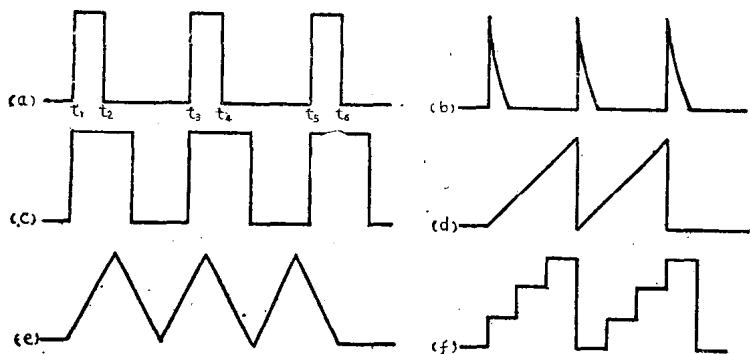 (a) t₁ t₂ t₃ t₄ t₅ t₆
(b)
(c)
(d)
(e)
(f)